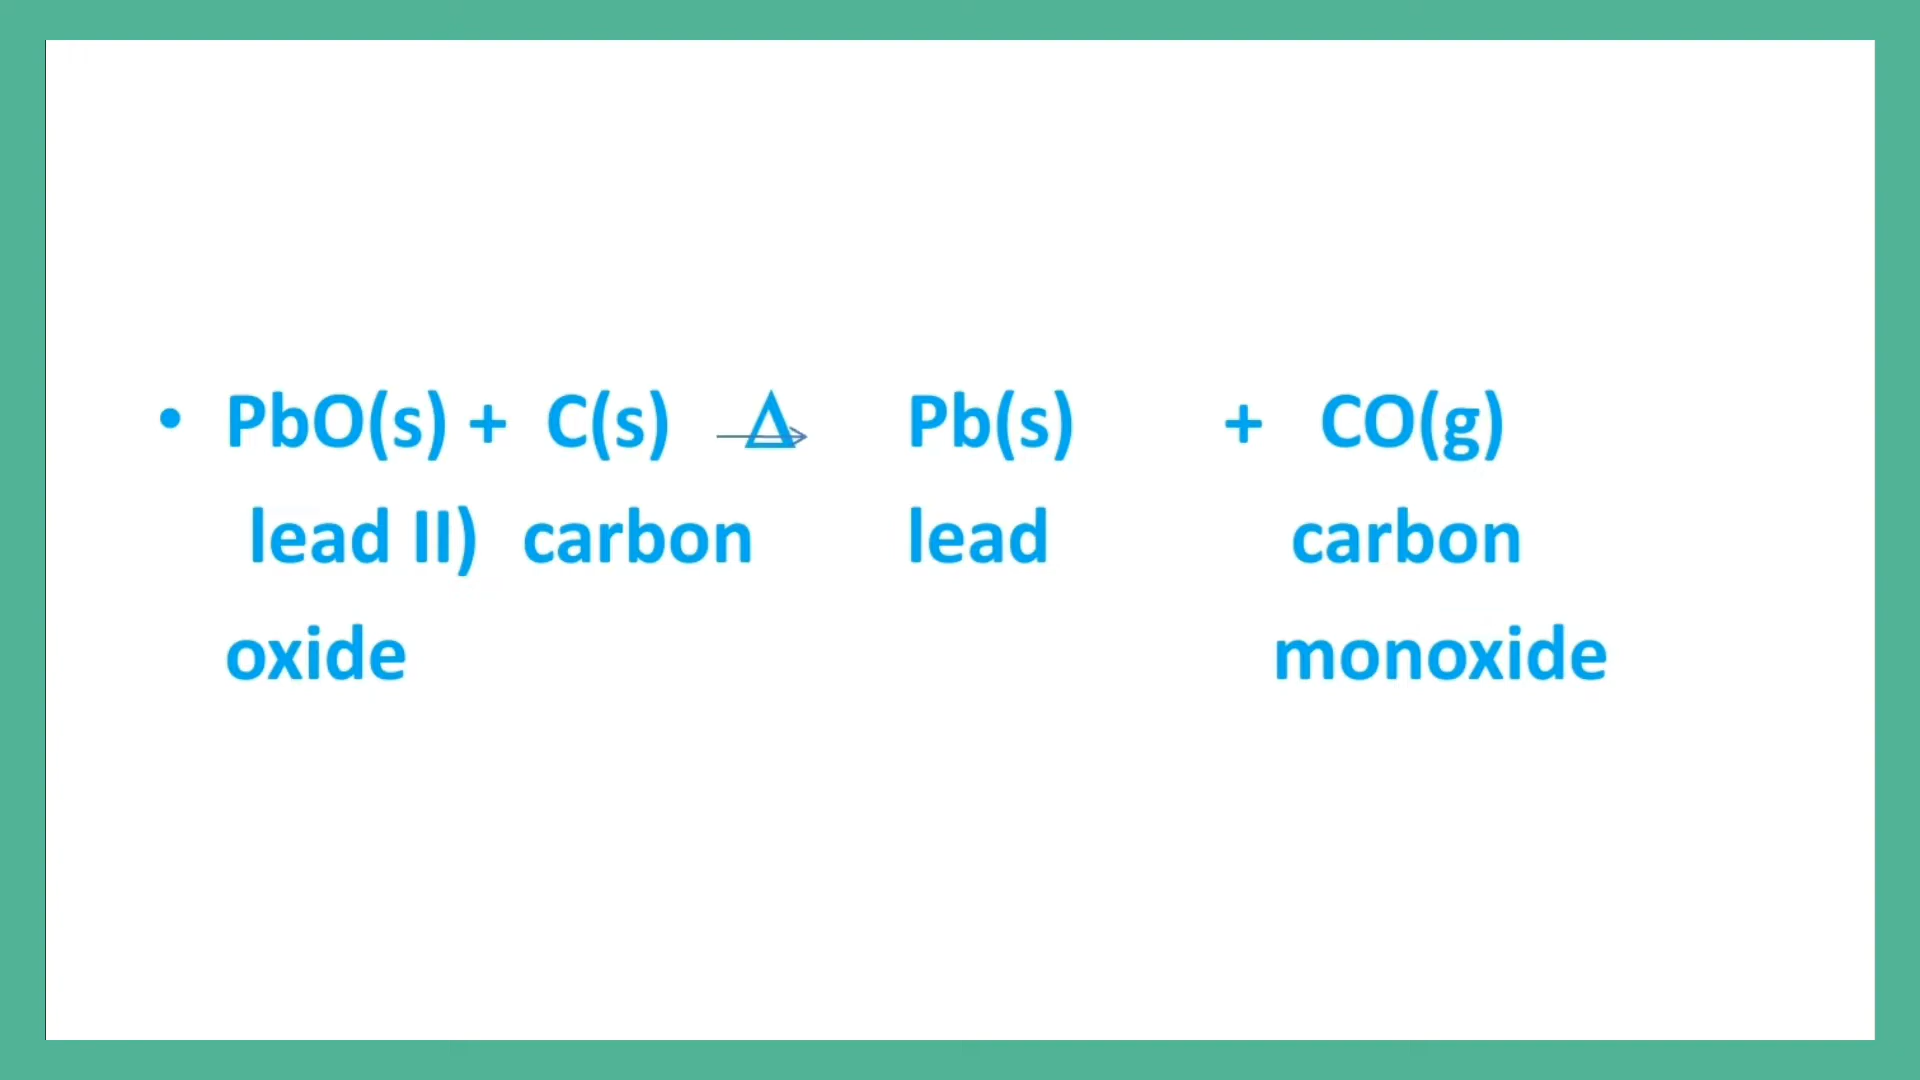 • PbO(s) + C(s) Δ→ Pb(s) + CO(g)
lead II) carbon lead carbon
oxide monoxide